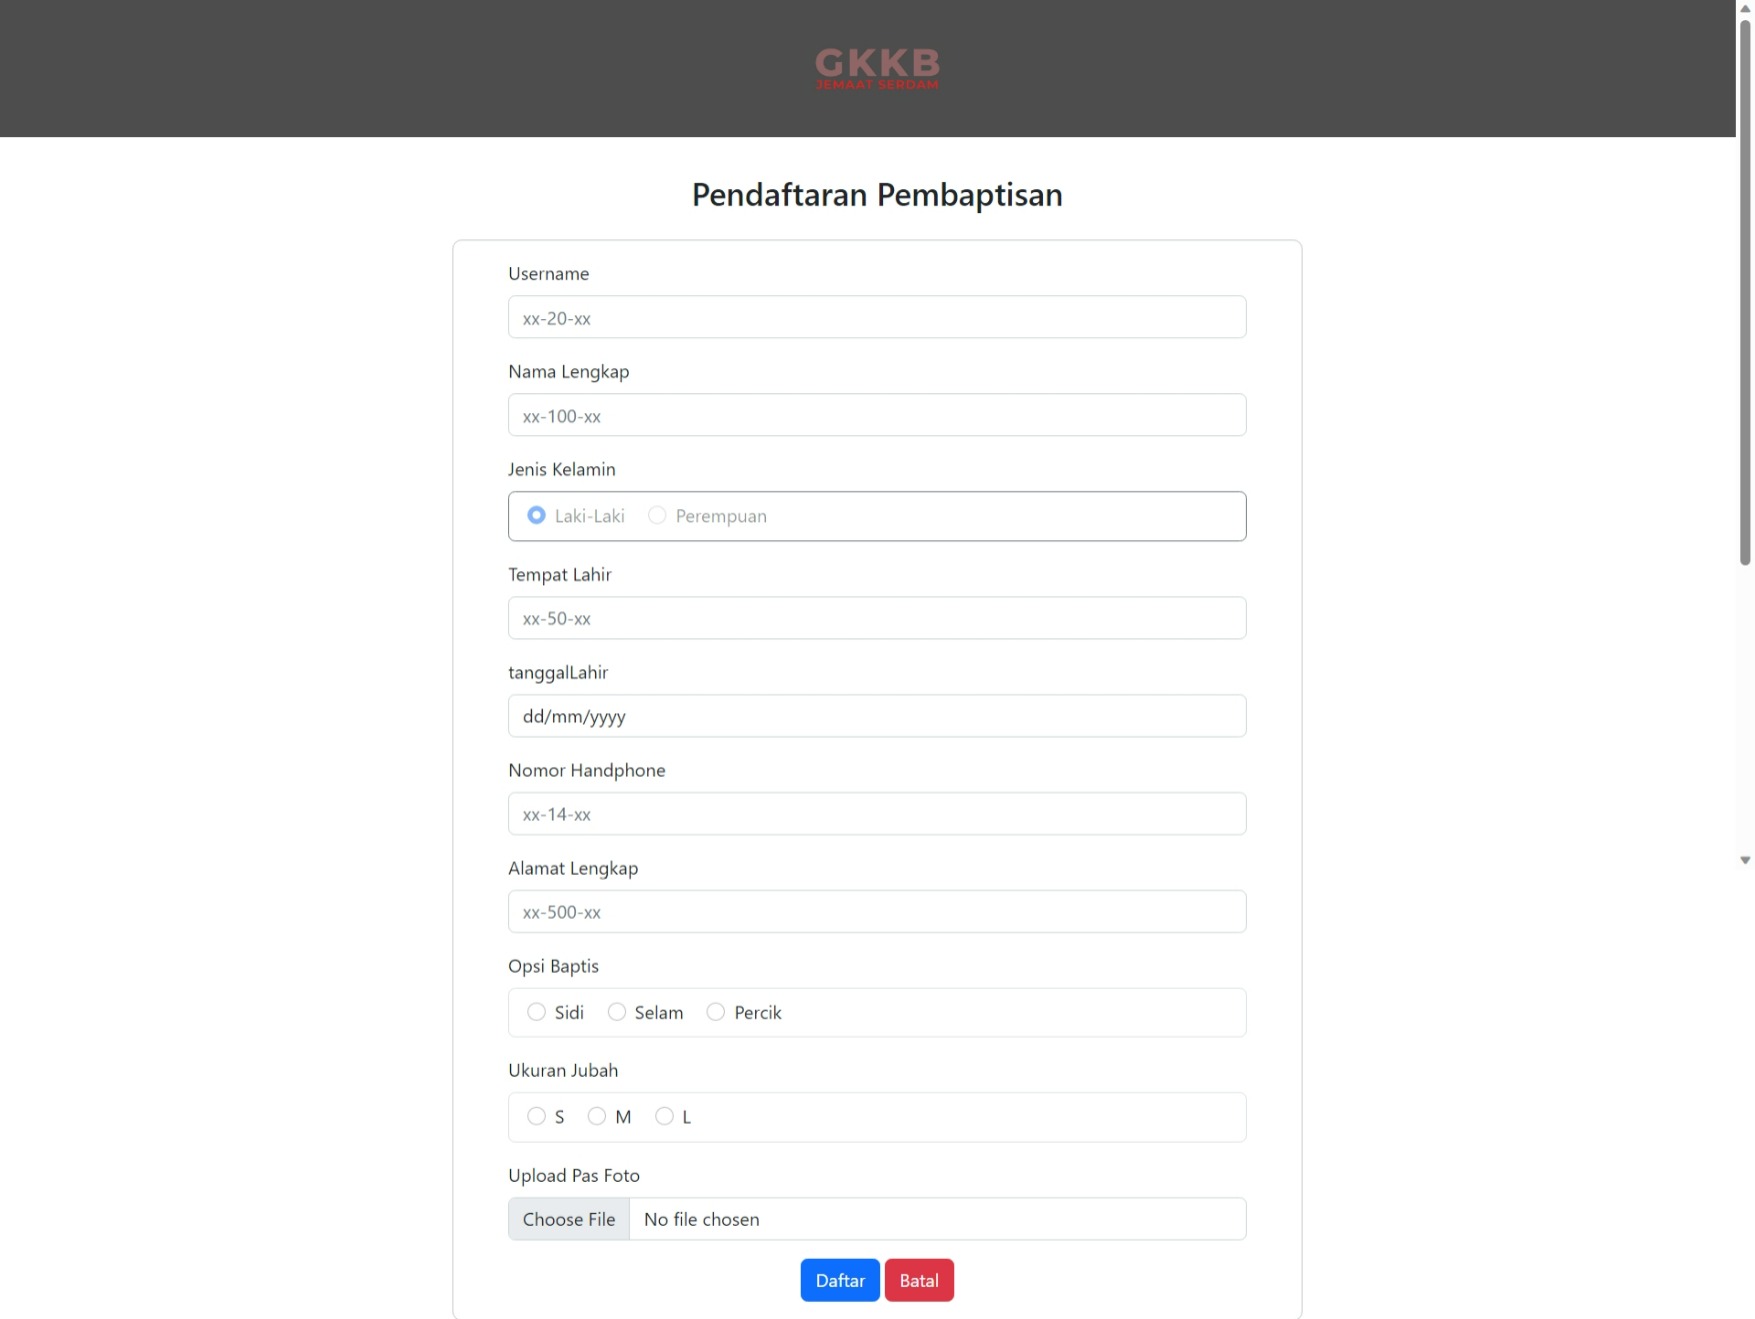 GKKB
JEMAAT SERDAM
Pendaftaran Pembaptisan
Username
xx-20-xx
Nama Lengkap
xx-100-xx
Jenis Kelamin
Laki-Laki Perempuan
Tempat Lahir
xx-50-xx
tanggalLahir
dd/mm/yyyy
Nomor Handphone
xx-14-xx
Alamat Lengkap
xx-500-xx
Opsi Baptis
Sidi Selam Percik
Ukuran Jubah
S M L
Upload Pas Foto
Choose File No file chosen
Daftar Batal